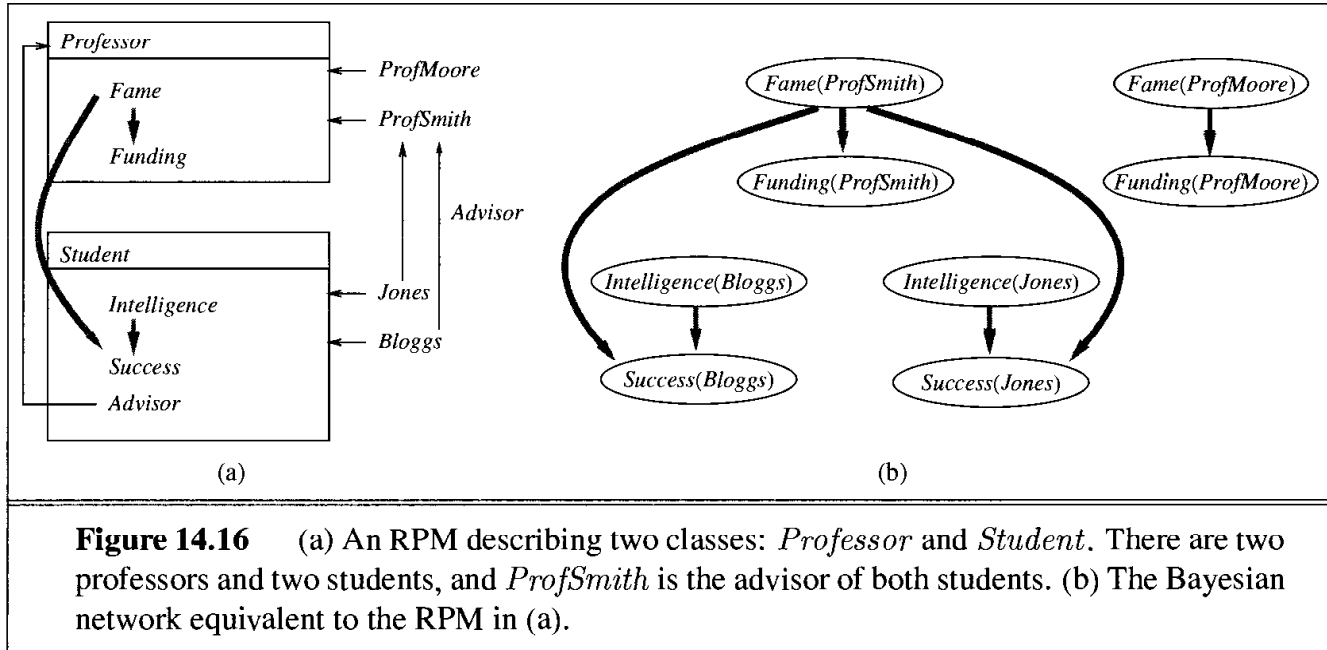 Professor
Fame
Funding
Student
Intelligence
Success
Advisor
ProfMoore
ProfSmith
Advisor
Jones
Bloggs
(a)
Fame(ProfSmith)
Fame(ProfMoore)
Funding(ProfSmith)
Funding(ProfMoore)
Intelligence(Bloggs)
Intelligence(Jones)
Success(Bloggs)
Success(Jones)
(b)
Figure 14.16 (a) An RPM describing two classes: Professor and Student. There are two
professors and two students, and ProfSmith is the advisor of both students. (b) The Bayesian
network equivalent to the RPM in (a).